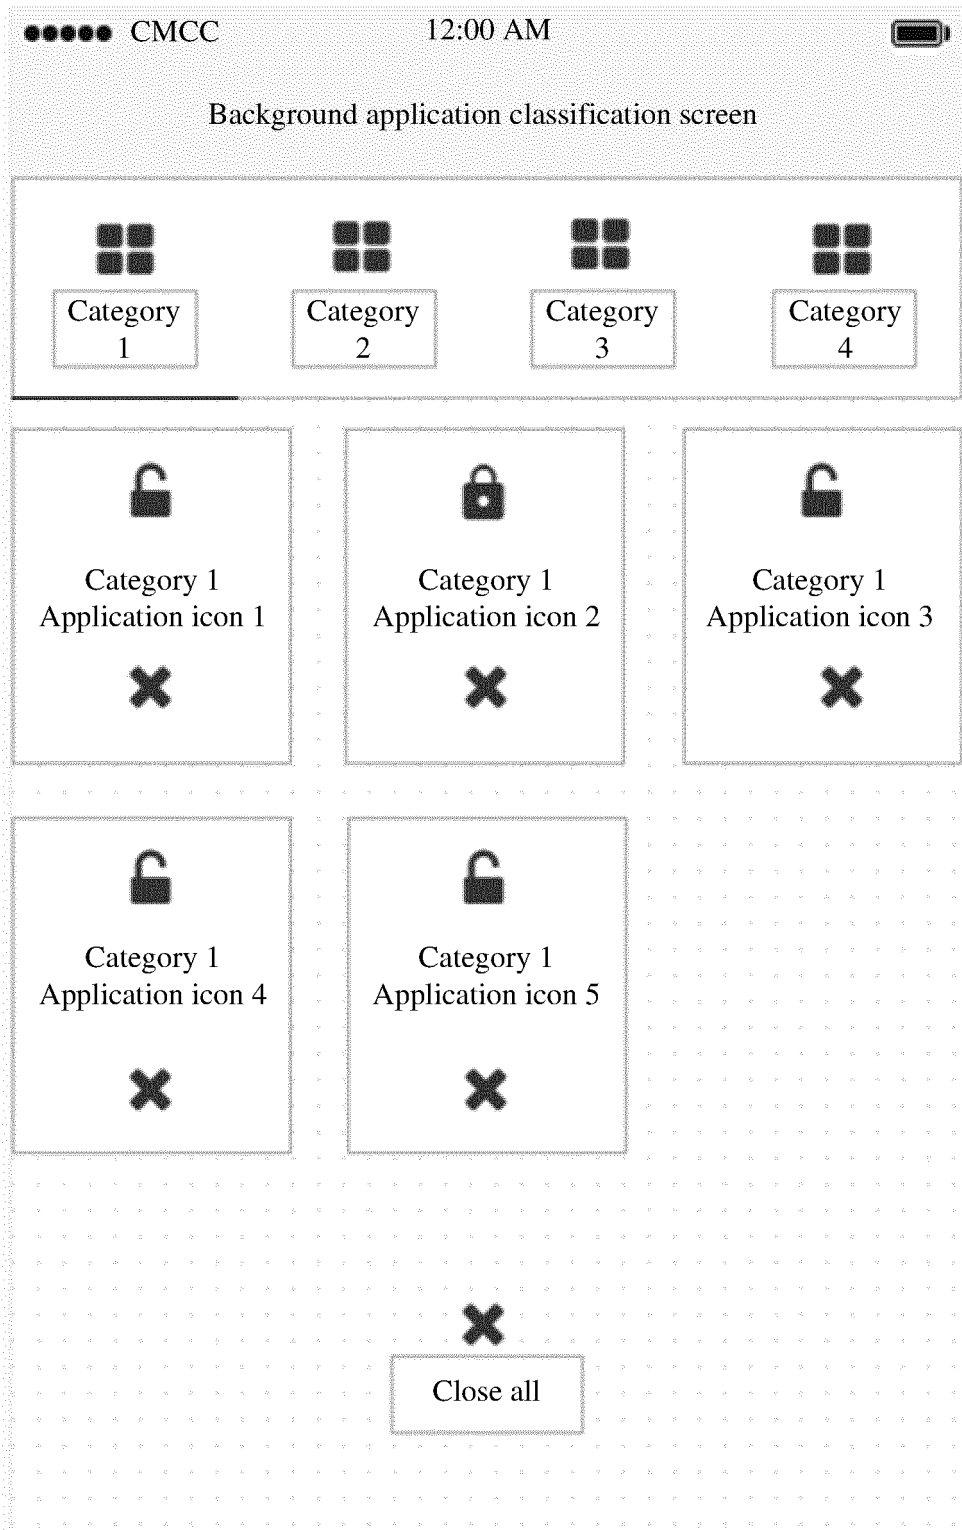 CMCC 12:00 AM
Background application classification screen
Category
1
Category
2
Category
3
Category
4
Category 1
Application icon 1
Category 1
Application icon 2
Category 1
Application icon 3
Category 1
Application icon 4
Category 1
Application icon 5
Close all